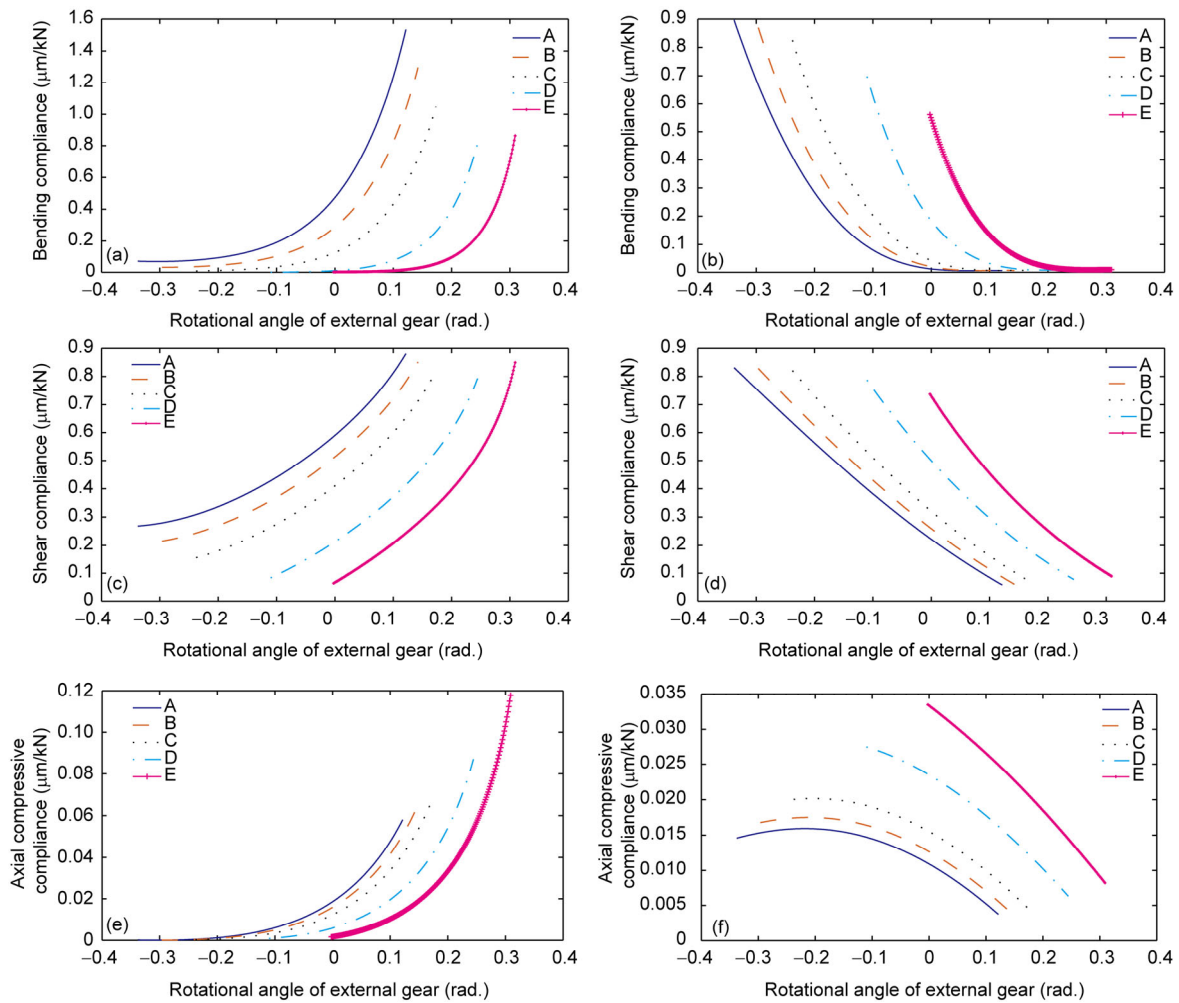 1.6
1.4
1.2
1.0
0.8
0.6
0.4
0.2
0
Bending compliance (μm/kN)
A
B
C
D
E
(a)
−0.4 −0.3 −0.2 −0.1 0 0.1 0.2 0.3 0.4
Rotational angle of external gear (rad.)
0.9
0.8
0.7
0.6
0.5
0.4
0.3
0.2
0.1
0
Bending compliance (μm/kN)
A
B
C
D
E
(b)
−0.4 −0.3 −0.2 −0.1 0 0.1 0.2 0.3 0.4
Rotational angle of external gear (rad.)
0.9
0.8
0.7
0.6
0.5
0.4
0.3
0.2
0.1
0
Shear compliance (μm/kN)
A
B
C
D
E
(c)
−0.4 −0.3 −0.2 −0.1 0 0.1 0.2 0.3 0.4
Rotational angle of external gear (rad.)
0.9
0.8
0.7
0.6
0.5
0.4
0.3
0.2
0.1
0
Shear compliance (μm/kN)
A
B
C
D
E
(d)
−0.4 −0.3 −0.2 −0.1 0 0.1 0.2 0.3 0.4
Rotational angle of external gear (rad.)
0.12
0.10
0.08
0.06
0.04
0.02
0
Axial compressive
compliance (μm/kN)
A
B
C
D
E
(e)
−0.4 −0.3 −0.2 −0.1 0 0.1 0.2 0.3 0.4
Rotational angle of external gear (rad.)
0.035
0.030
0.025
0.020
0.015
0.010
0.005
0
Axial compressive
compliance (μm/kN)
A
B
C
D
E
(f)
−0.4 −0.3 −0.2 −0.1 0 0.1 0.2 0.3 0.4
Rotational angle of external gear (rad.)